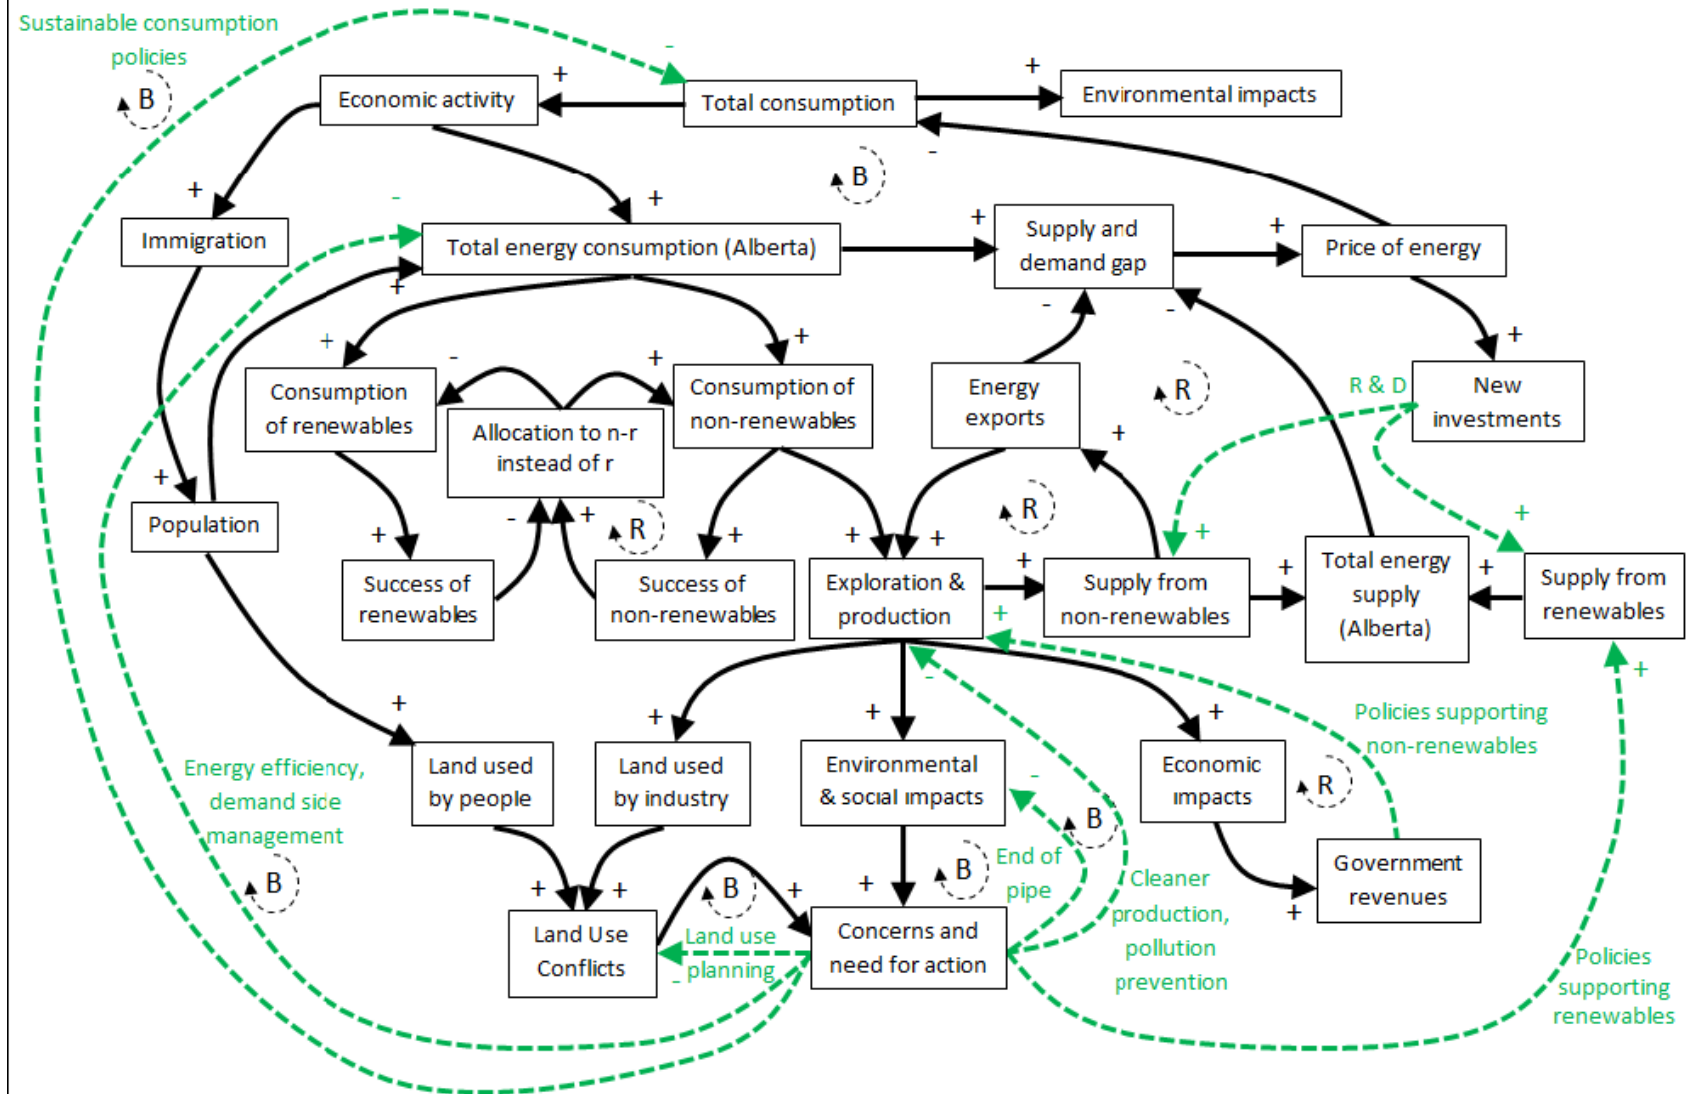 Sustainable consumption
policies
-
B
Economic activity
+
Total consumption
+
Environmental impacts
-
B
+
Immigration
-
+
Total energy consumption (Alberta)
+
+
Supply and
demand gap
+
Price of energy
-
-
+
+
-
+
+
Consumption
of renewables
Allocation to n-r
instead of r
Consumption of
non-renewables
Energy
exports
R
R & D
New
investments
+
+
Population
+
-
+
R
+
+
R
+
+
+
Success of
renewables
Success of
non-renewables
Exploration &
production
+
+
Supply from
non-renewables
+
Total energy
supply
(Alberta)
+
Supply from
renewables
-
+
+
+
+
+
Policies supporting
non-renewables
Energy efficiency,
demand side
management
B
Land used
by people
Land used
by industry
Environmental
& social impacts
-
B
Economic
impacts
R
+
+
B
+
+
B
End of
pipe
Cleaner
production,
pollution
prevention
+
Government
revenues
Land Use
Conflicts
Land use
planning
-
Concerns and
need for action
Policies
supporting
renewables